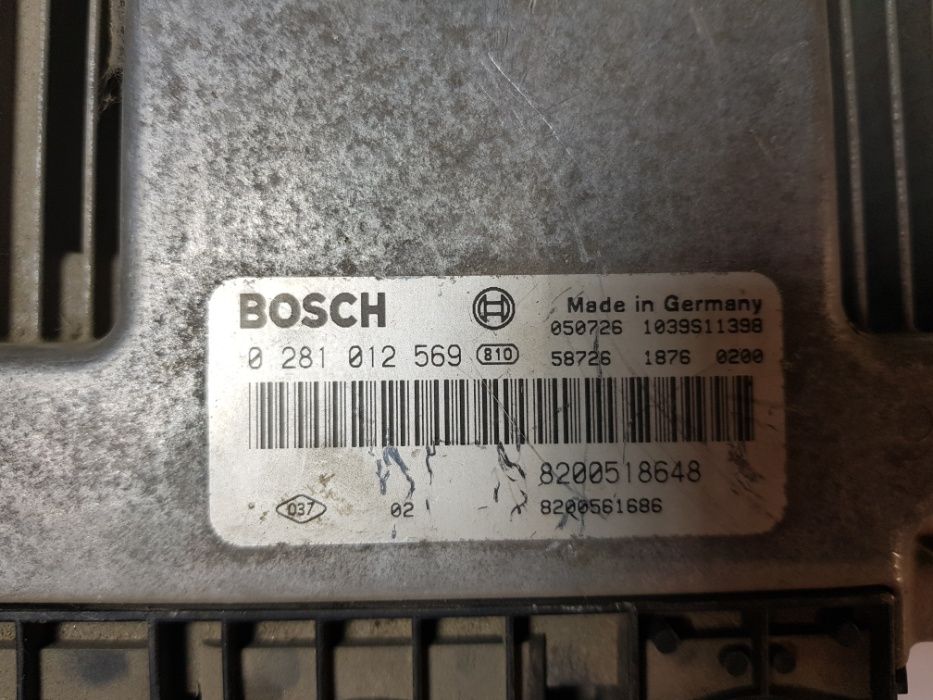 BOSCH Made in Germany
050726 1039S11398
0 281 012 569 810 58726 1876 0200
8200518648
037 02 8200561686